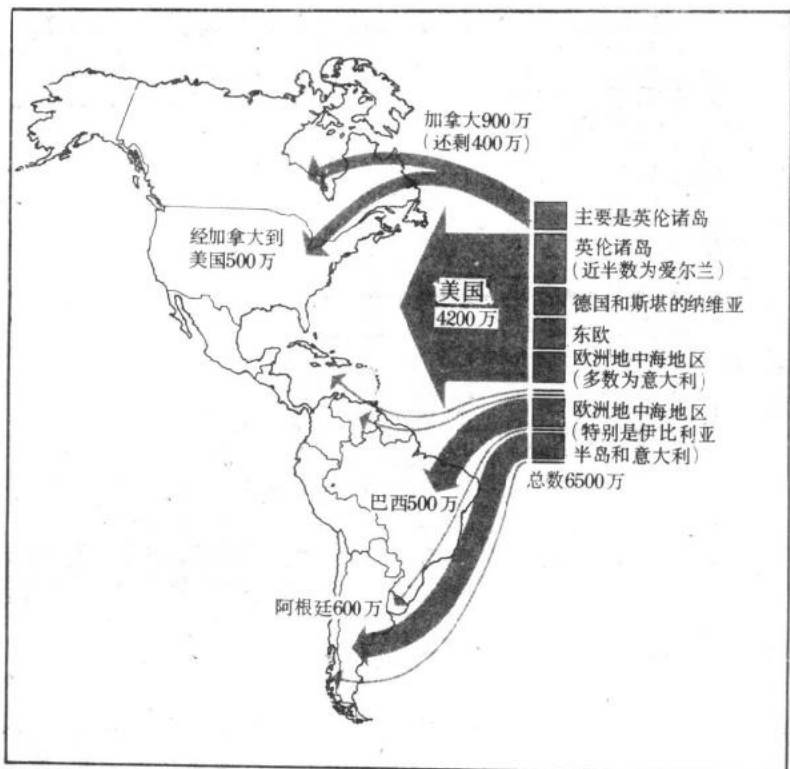 加拿大900万
(还剩400万)
主要是英伦诸岛
经加拿大到
美国500万
英伦诸岛
(近半数为爱尔兰)
美国
4200万
德国和斯堪的纳维亚
东欧
欧洲地中海地区
(多数为意大利)
欧洲地中海地区
(特别是伊比利亚
半岛和意大利)
总数6500万
巴西500万
阿根廷600万